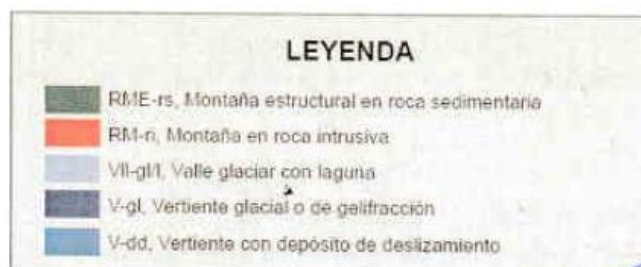 LEYENDA
RME-rs, Montaña estructural en roca sedimentaria
RM-ri, Montaña en roca intrusiva
Vll-gl/l, Valle glaciar con laguna
V-gl, Vertiente glacial o de gelifracción
V-dd, Vertiente con depósito de deslizamiento